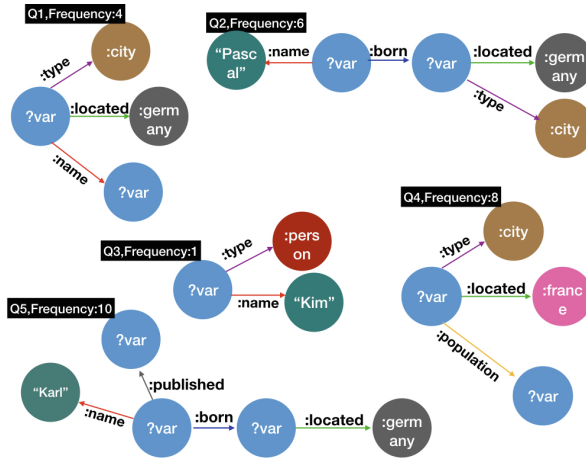 Q1,Frequency:4
:type
:city
?var
:located
:germ
any
:name
?var
Q2,Frequency:6
"Pasc
al"
:name
?var
:born
?var
:located
:germ
any
:type
:city
Q3,Frequency:1
:type
:pers
on
?var
:name
"Kim"
Q4,Frequency:8
:type
:city
?var
:located
:franc
e
:population
?var
Q5,Frequency:10
?var
:published
"Karl"
:name
?var
:born
?var
:located
:germ
any